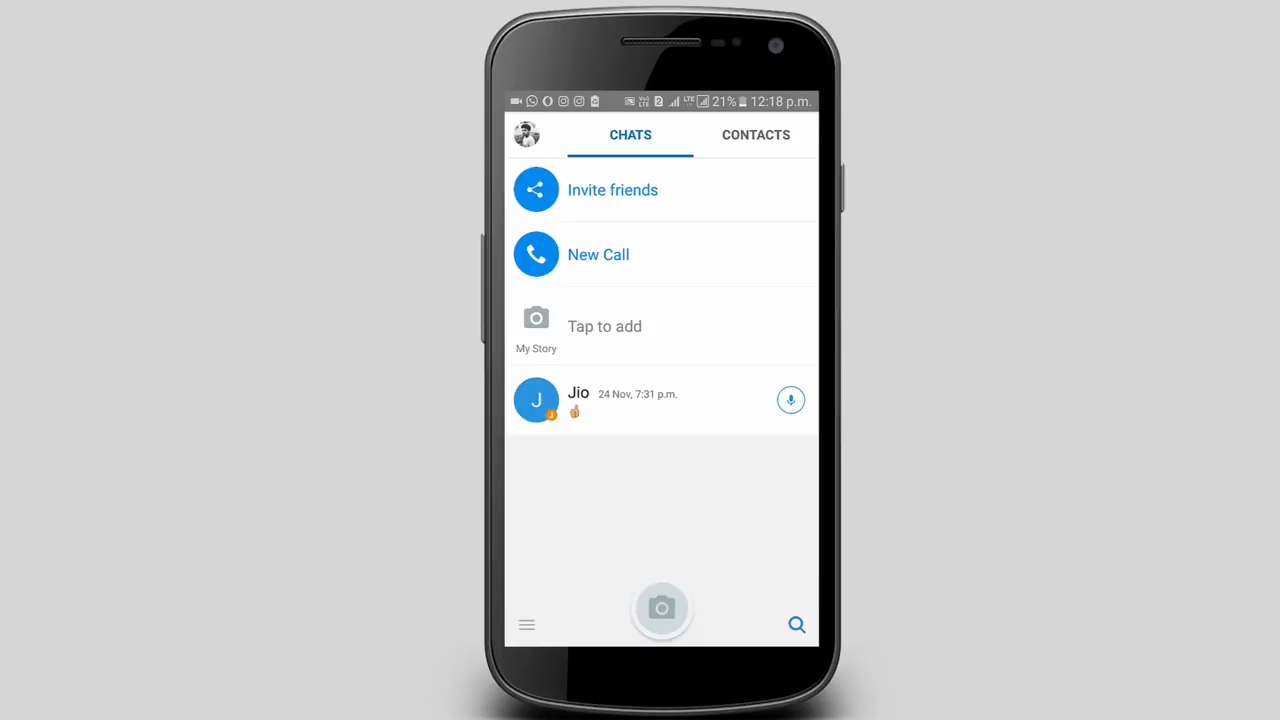 21% 12:18 p.m.
CHATS CONTACTS
Invite friends
New Call
Tap to add
My Story
J Jio 24 Nov, 7:31 p.m.